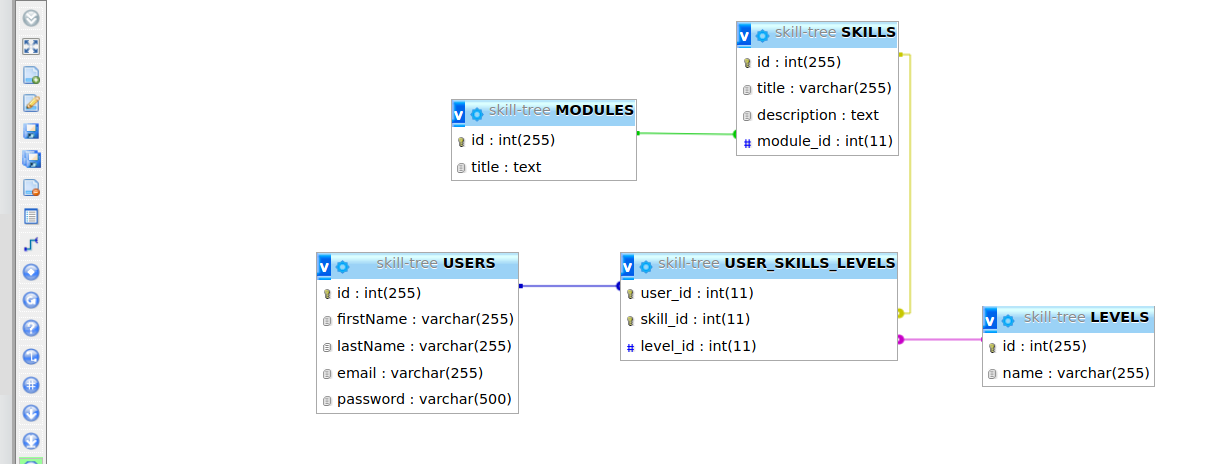 skill-tree SKILLS
id : int(255)
title : varchar(255)
description : text
module_id : int(11)
skill-tree MODULES
id : int(255)
title : text
skill-tree USERS
id : int(255)
firstName : varchar(255)
lastName : varchar(255)
email : varchar(255)
password : varchar(500)
skill-tree USER_SKILLS_LEVELS
user_id : int(11)
skill_id : int(11)
# level_id : int(11)
skill-tree LEVELS
id : int(255)
name : varchar(255)